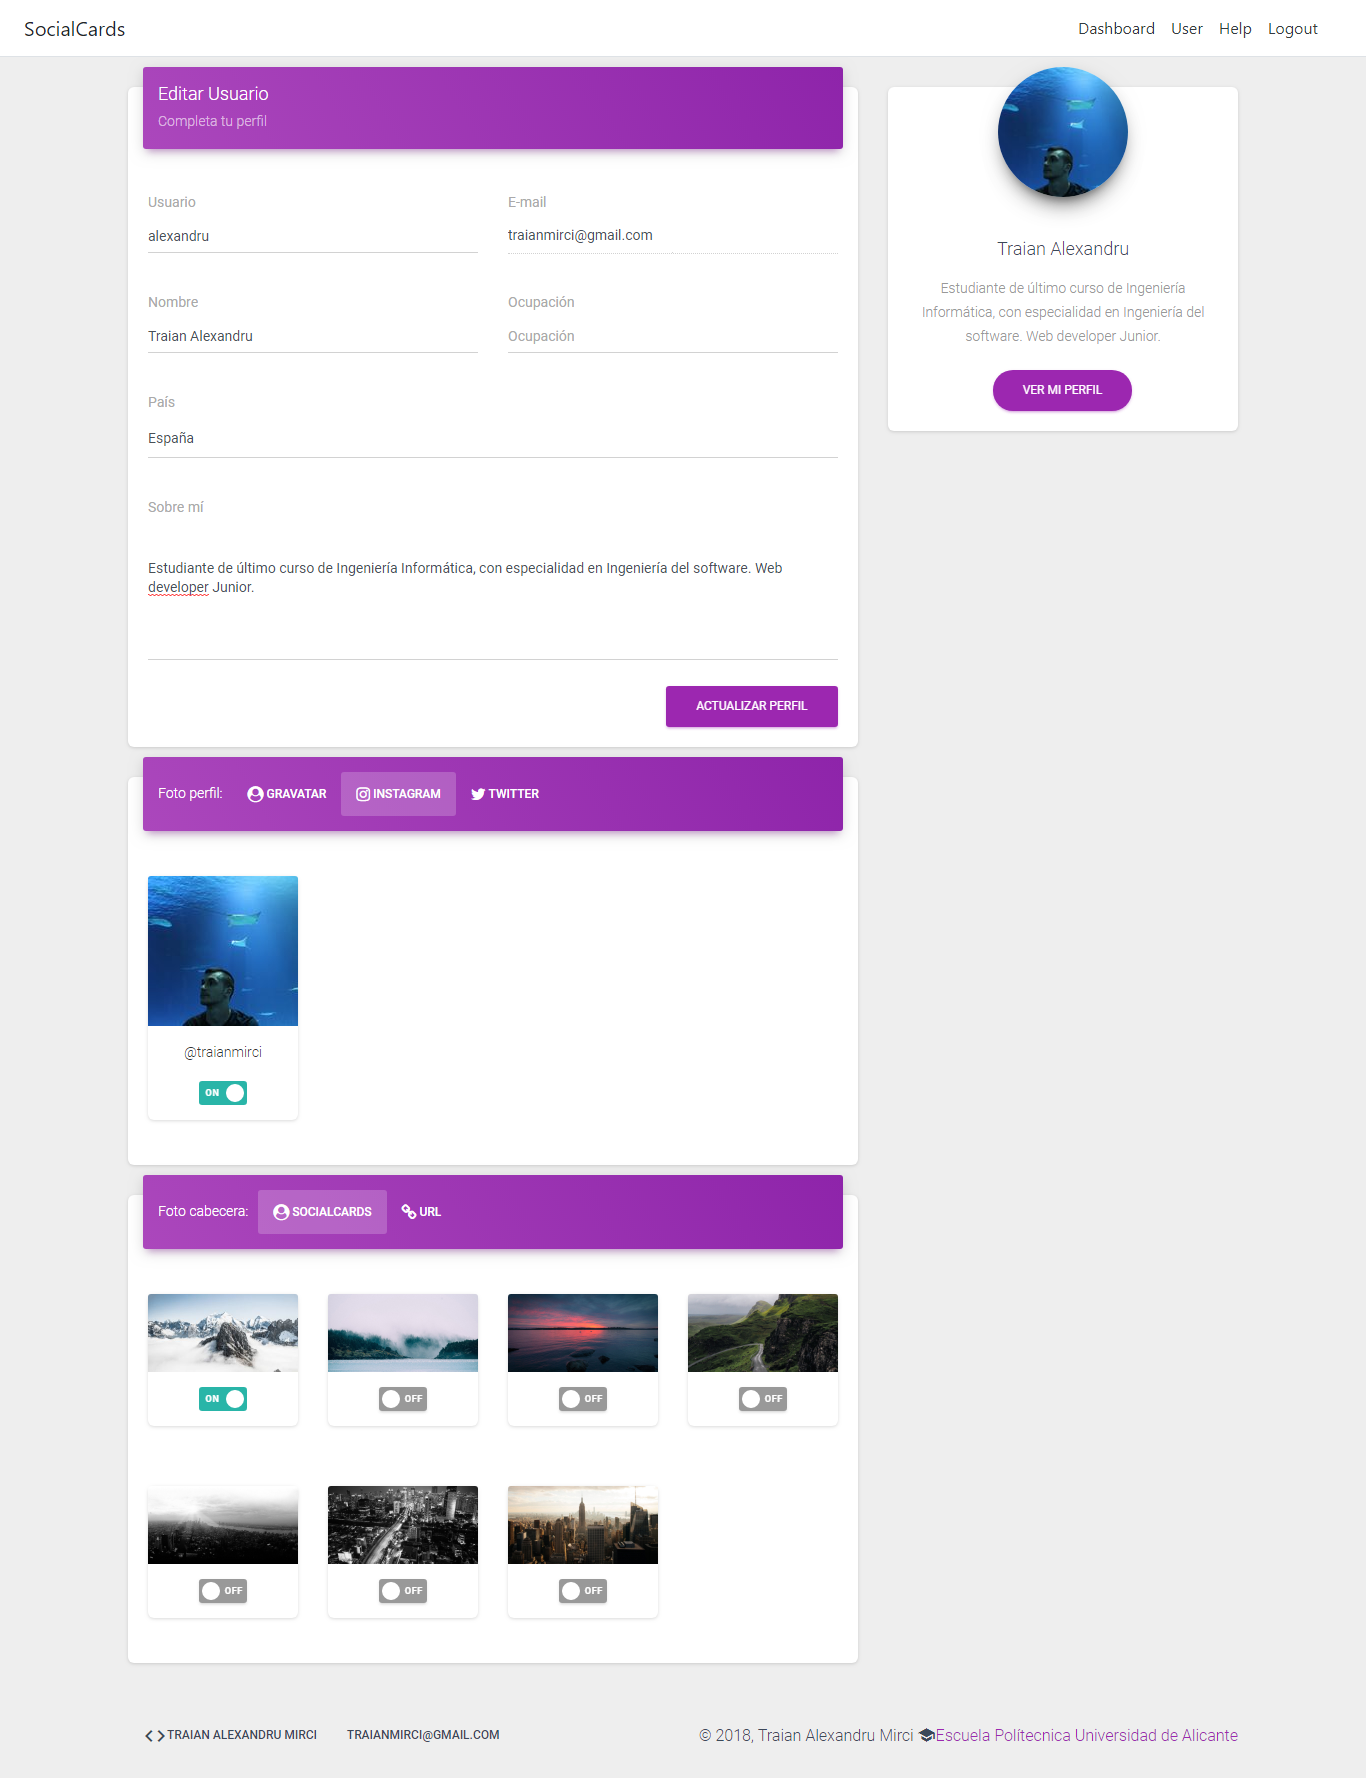 SocialCards
Dashboard User Help Logout
Editar Usuario
Completa tu perfil
Usuario
alexandru
E-mail
traianmirci@gmail.com
Nombre
Traian Alexandru
Ocupación
Ocupación
País
España
Sobre mí
Estudiante de último curso de Ingeniería Informática, con especialidad en Ingeniería del software. Web
developer Junior.
ACTUALIZAR PERFIL
Traian Alexandru
Estudiante de último curso de Ingeniería
Informática, con especialidad en Ingeniería del
software. Web developer Junior.
VER MI PERFIL
Foto perfil: GRAVATAR INSTAGRAM TWITTER
@traianmirci
ON
Foto cabecera: SOCIALCARDS URL
ON OFF OFF OFF
OFF OFF OFF
TRAIAN ALEXANDRU MIRCI TRAIANMIRCI@GMAIL.COM
© 2018, Traian Alexandru Mirci Escuela Polítecnica Universidad de Alicante